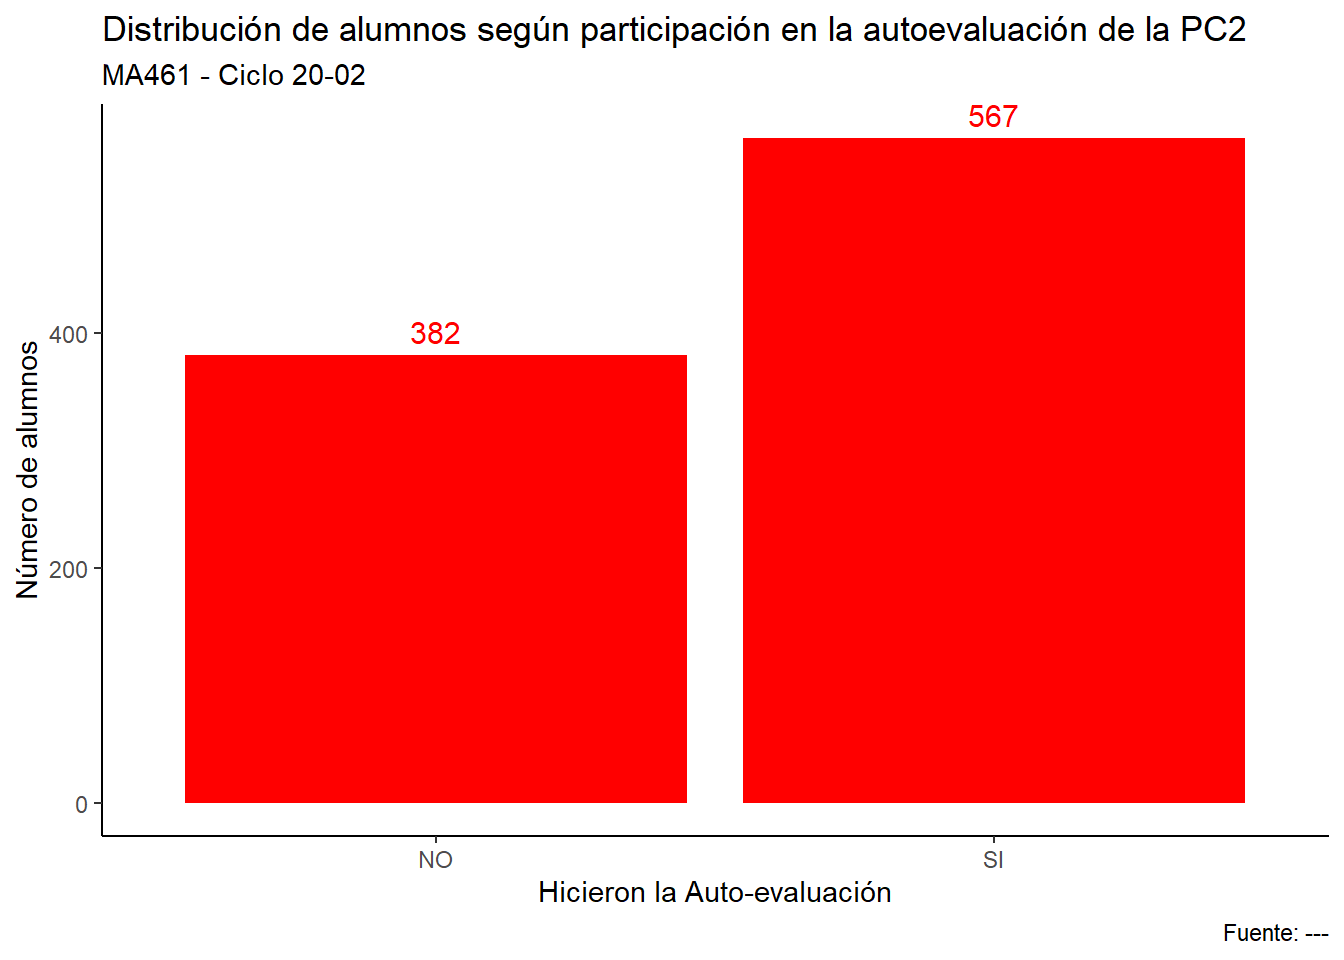 Distribución de alumnos según participación en la autoevaluación de la PC2
MA461 - Ciclo 20-02
567
382
400
200
0
Número de alumnos
NO
SI
Hicieron la Auto-evaluación
Fuente: ---